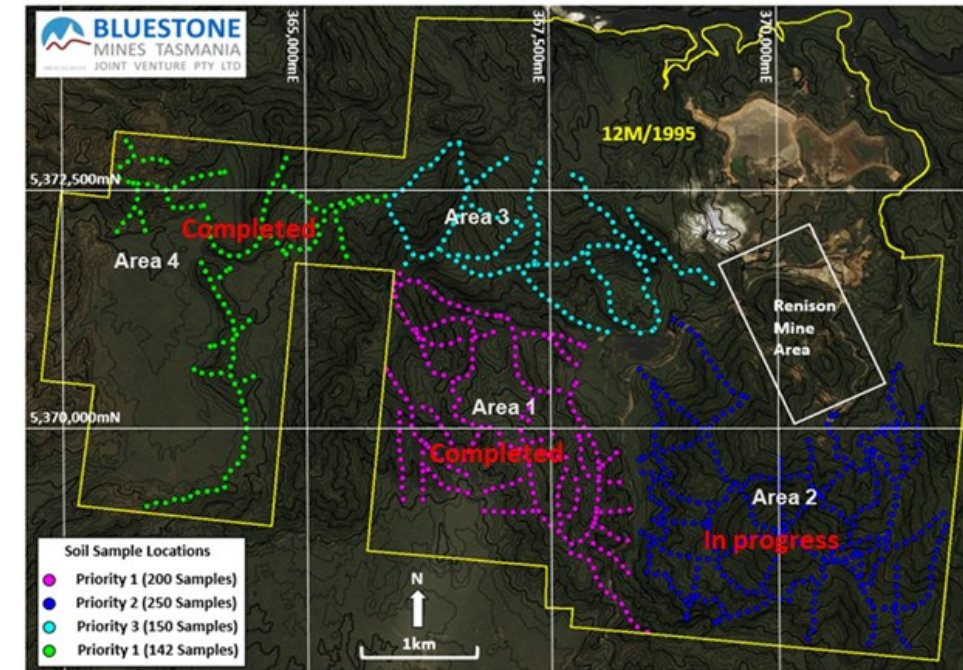 BLUESTONE
MINES TASMANIA
JOINT VENTURE PTY LTD
365,000mE
367,500mE
370,000mE
12M/1995
5,372,500mN
Area 3
Completed
Area 4
Renison
Mine
Area
5,370,000mN
Area 1
Completed
Area 2
In progress
Soil Sample Locations
Priority 1 (200 Samples)
Priority 2 (250 Samples)
Priority 3 (150 Samples)
Priority 1 (142 Samples)
N
1km